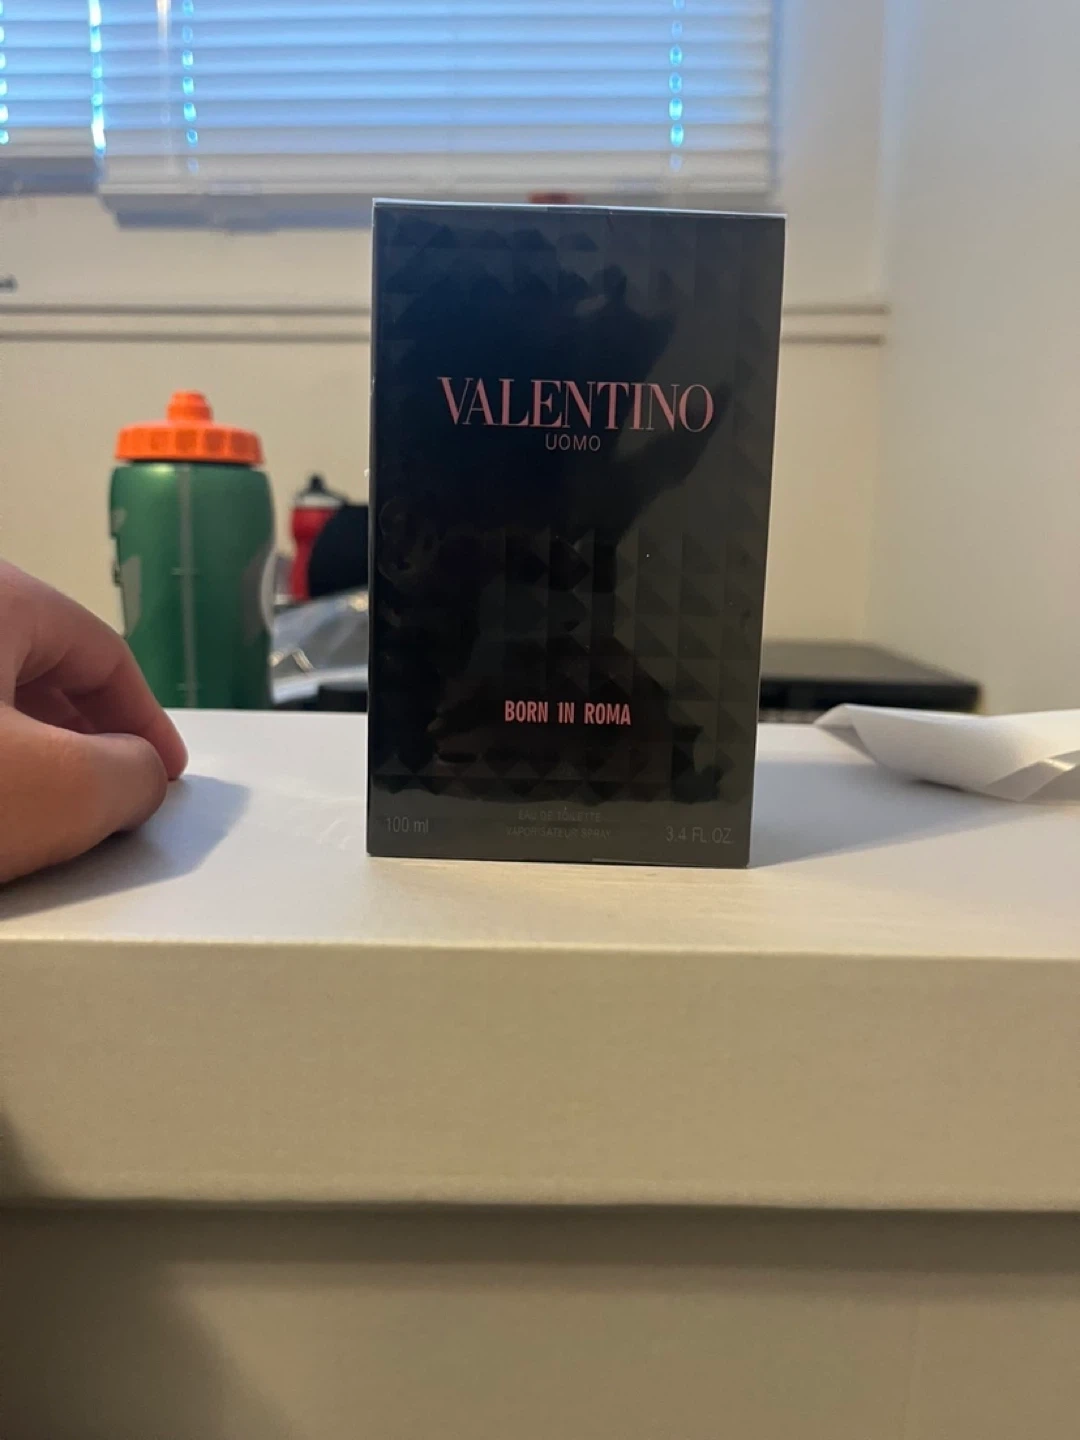 VALENTINO
UOMO
BORN IN ROMA
EAU DE TOILETTE
VAPORISATEUR SPRAY
100 ml
3.4 FL OZ.